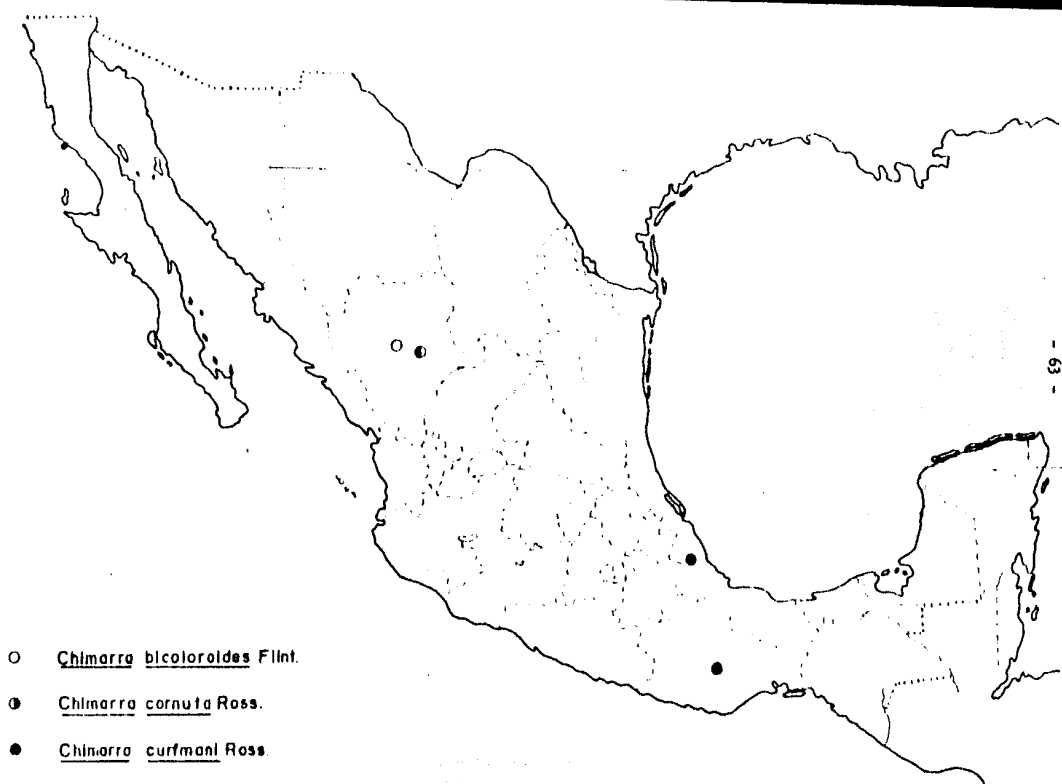 - 63 -
Chimarra bicoloroides Flint.
Chimarra cornuta Ross.
Chimarra curfmani Ross.